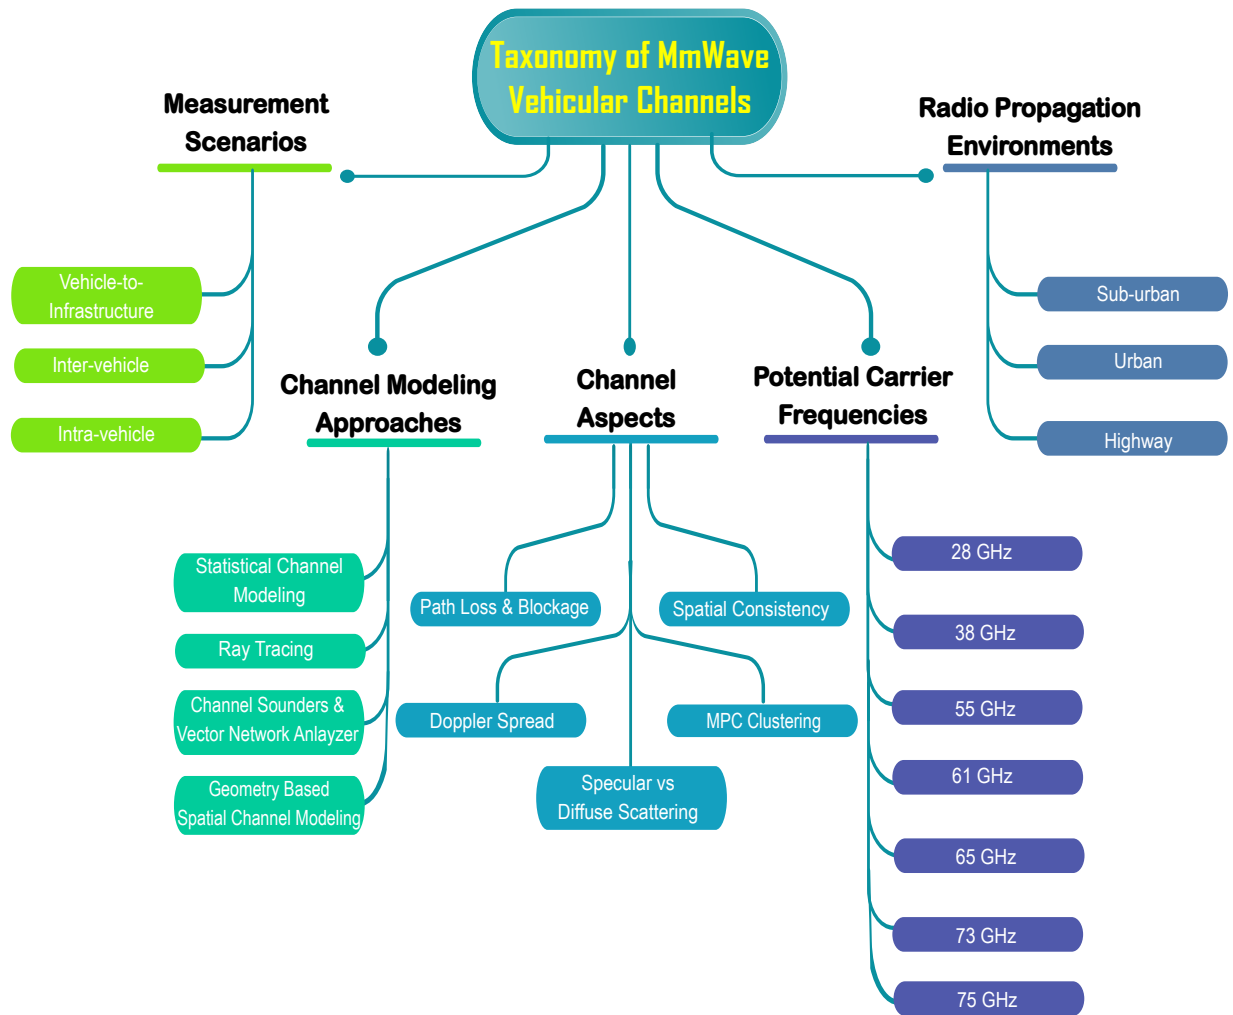 Taxonomy of MmWave
Vehicular Channels
Measurement
Scenarios
Vehicle-to-
Infrastructure
Inter-vehicle
Intra-vehicle
Channel Modeling
Approaches
Statistical Channel
Modeling
Ray Tracing
Channel Sounders &
Vector Network Anlayzer
Geometry Based
Spatial Channel Modeling
Channel
Aspects
Path Loss & Blockage
Spatial Consistency
Doppler Spread
MPC Clustering
Specular vs
Diffuse Scattering
Potential Carrier
Frequencies
28 GHz
38 GHz
55 GHz
61 GHz
65 GHz
73 GHz
75 GHz
Radio Propagation
Environments
Sub-urban
Urban
Highway